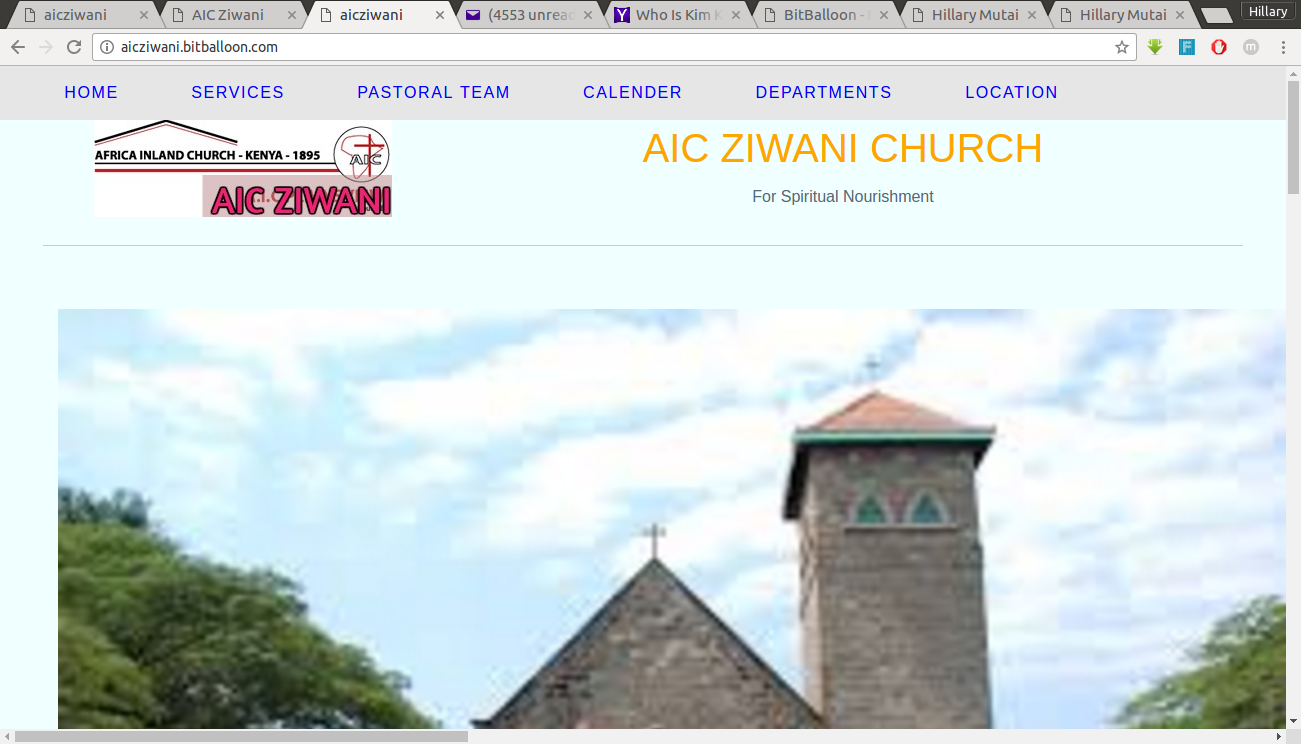 aicziwani
AIC Ziwani
aicziwani
(4553 unread
Who Is Kim K
BitBalloon -
Hillary Mutai
Hillary Mutai
Hillary
aicziwani.bitballoon.com
HOME SERVICES PASTORAL TEAM CALENDER DEPARTMENTS LOCATION
AFRICA INLAND CHURCH - KENYA - 1895
AIC
AIC ZIWANI
AIC ZIWANI CHURCH
For Spiritual Nourishment